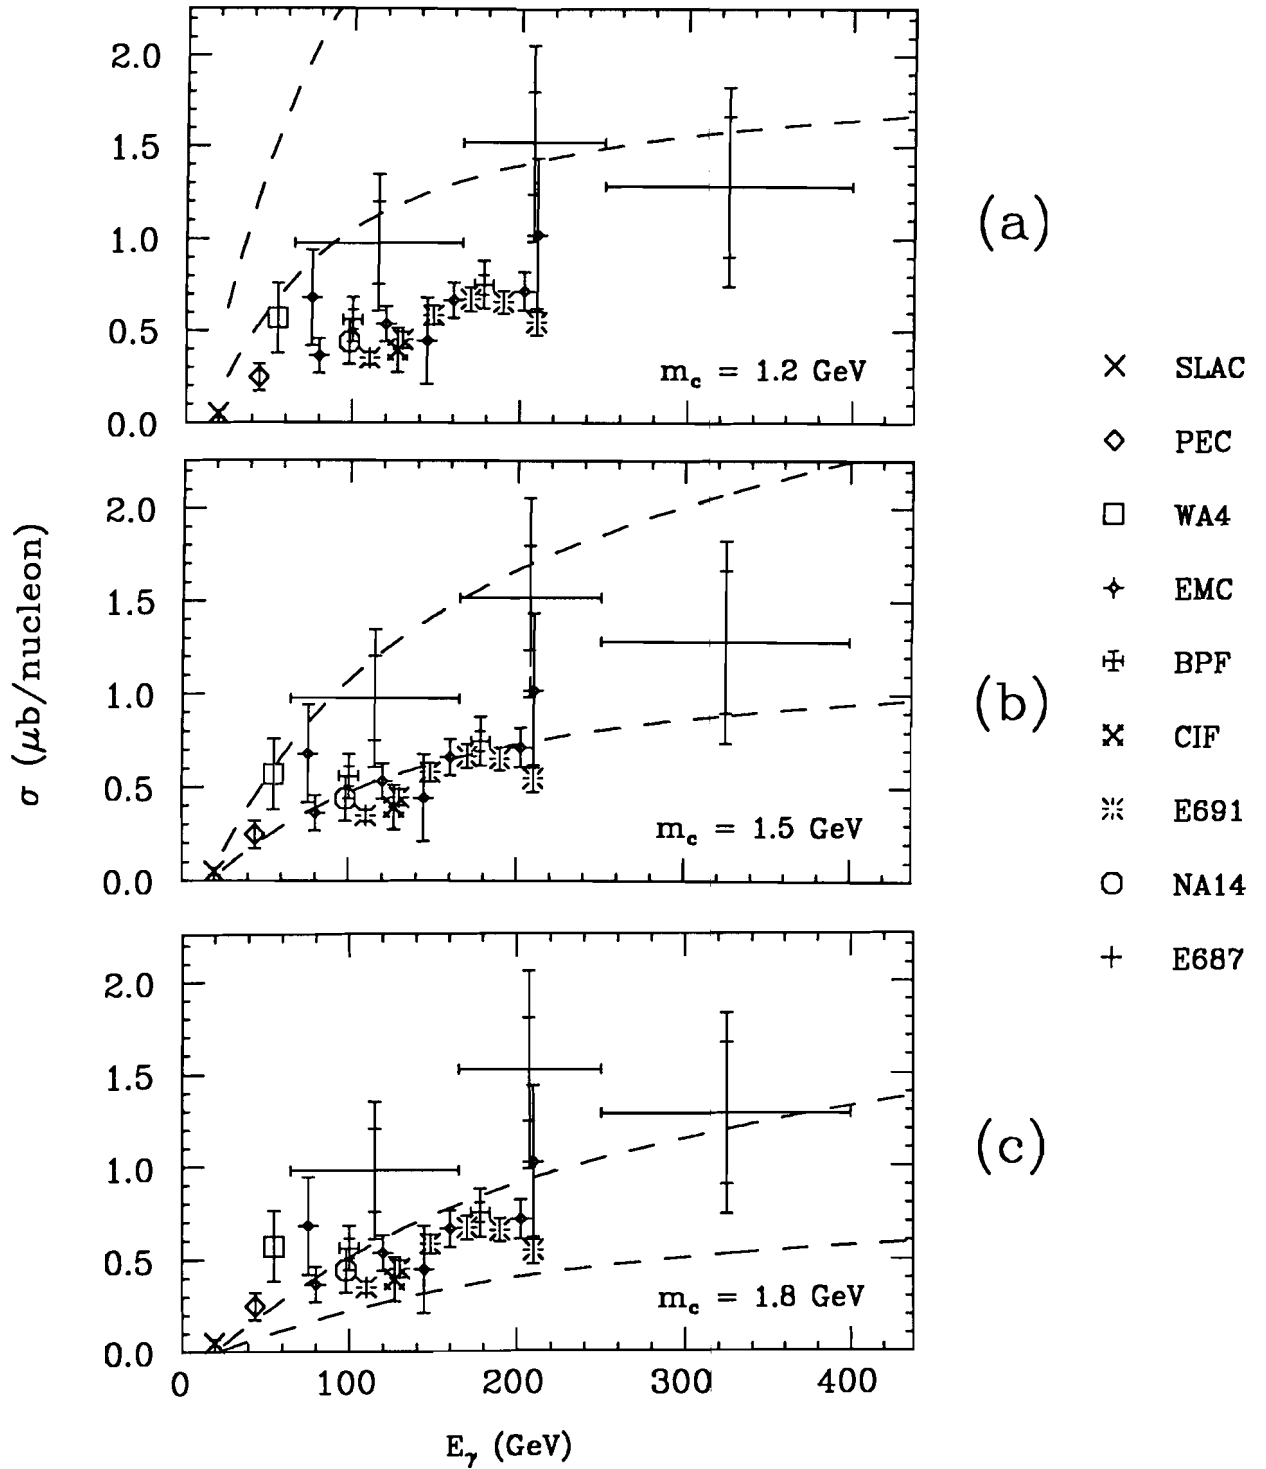 2.0
1.5
1.0
0.5
0.0
m_c = 1.2 GeV
(a)
2.0
1.5
1.0
0.5
0.0
m_c = 1.5 GeV
(b)
2.0
1.5
1.0
0.5
0.0
m_c = 1.8 GeV
(c)
0 100 200 300 400
E_γ (GeV)
σ (μb/nucleon)
SLAC
PEC
WA4
EMC
BPF
CIF
E691
NA14
E687